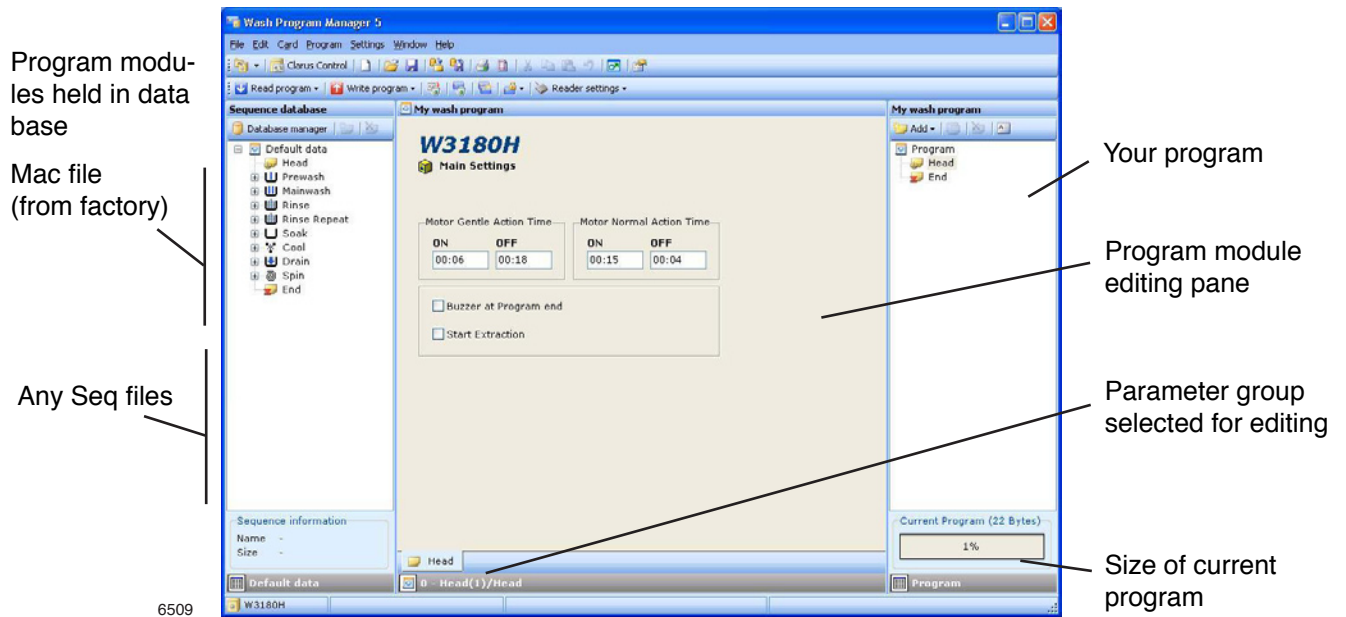 Program modu-
les held in data
base
Mac file
(from factory)
Any Seq files
6509
Wash Program Manager 5
File Edit Card Program Settings Window Help
Clarus Control
Read program Write program Reader settings
Sequence database
Database manager
Default data
Head
Prewash
Mainwash
Rinse
Rinse Repeat
Soak
Cool
Drain
Spin
End
Sequence information
Name -
Size -
Default data
W3180H
My wash program
W3180H
Main Settings
Motor Gentle Action Time
ON OFF
00:06 00:18
Motor Normal Action Time
ON OFF
00:15 00:04
Buzzer at Program end
Start Extraction
Head
0 - Head(1)/Head
My wash program
Add
Program
Head
End
Current Program (22 Bytes)
1%
Program
Your program
Program module
editing pane
Parameter group
selected for editing
Size of current
program